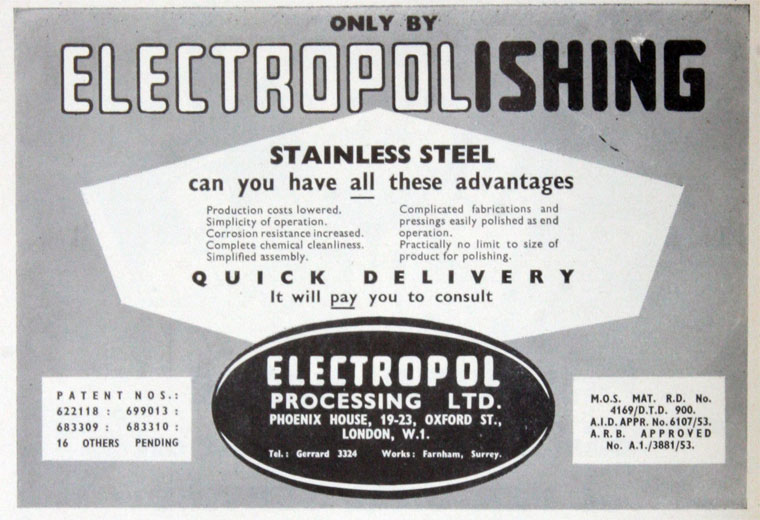 ONLY BY
ELECTROPOLISHING
STAINLESS STEEL
can you have all these advantages
Production costs lowered.
Simplicity of operation.
Corrosion resistance increased.
Complete chemical cleanliness.
Simplified assembly.
Complicated fabrications and
pressings easily polished as end
operation.
Practically no limit to size of
product for polishing.
QUICK DELIVERY
It will pay you to consult
ELECTROPOL
PROCESSING LTD.
PHOENIX HOUSE, 19-23, OXFORD ST.,
LONDON, W.1.
Tel.: Gerrard 3324 Works: Farnham, Surrey.
PATENT NOS.:
622118 : 699013 :
683309 : 683310 :
16 OTHERS PENDING
M.O.S. MAT. R.D. No.
4169/D.T.D. 900.
A.I.D. APPR. No. 6107/53.
A.R.B. APPROVED
No. A.1./3881/53.